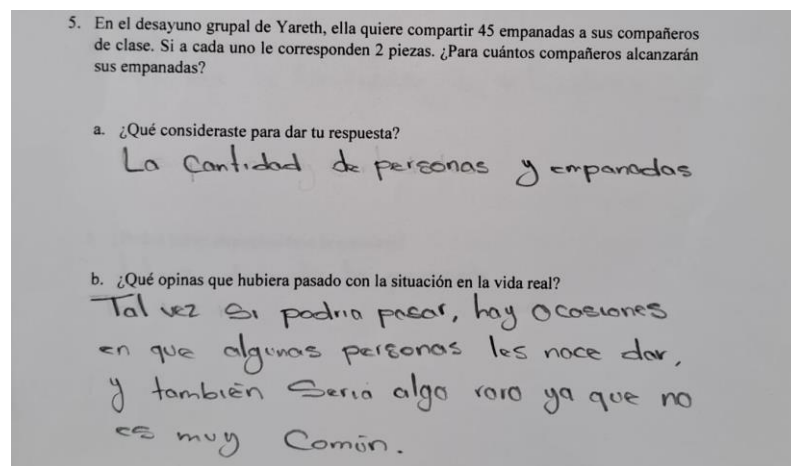 5. En el desayuno grupal de Yareth, ella quiere compartir 45 empanadas a sus compañeros
de clase. Si a cada uno le corresponden 2 piezas. ¿Para cuántos compañeros alcanzarán
sus empanadas?
a. ¿Qué consideraste para dar tu respuesta?
La cantidad de personas y empanadas
b. ¿Qué opinas que hubiera pasado con la situación en la vida real?
Tal vez si podria pasar, hay ocasiones
en que algunas personas les noce dar,
y también Seria algo raro ya que no
es muy Común.